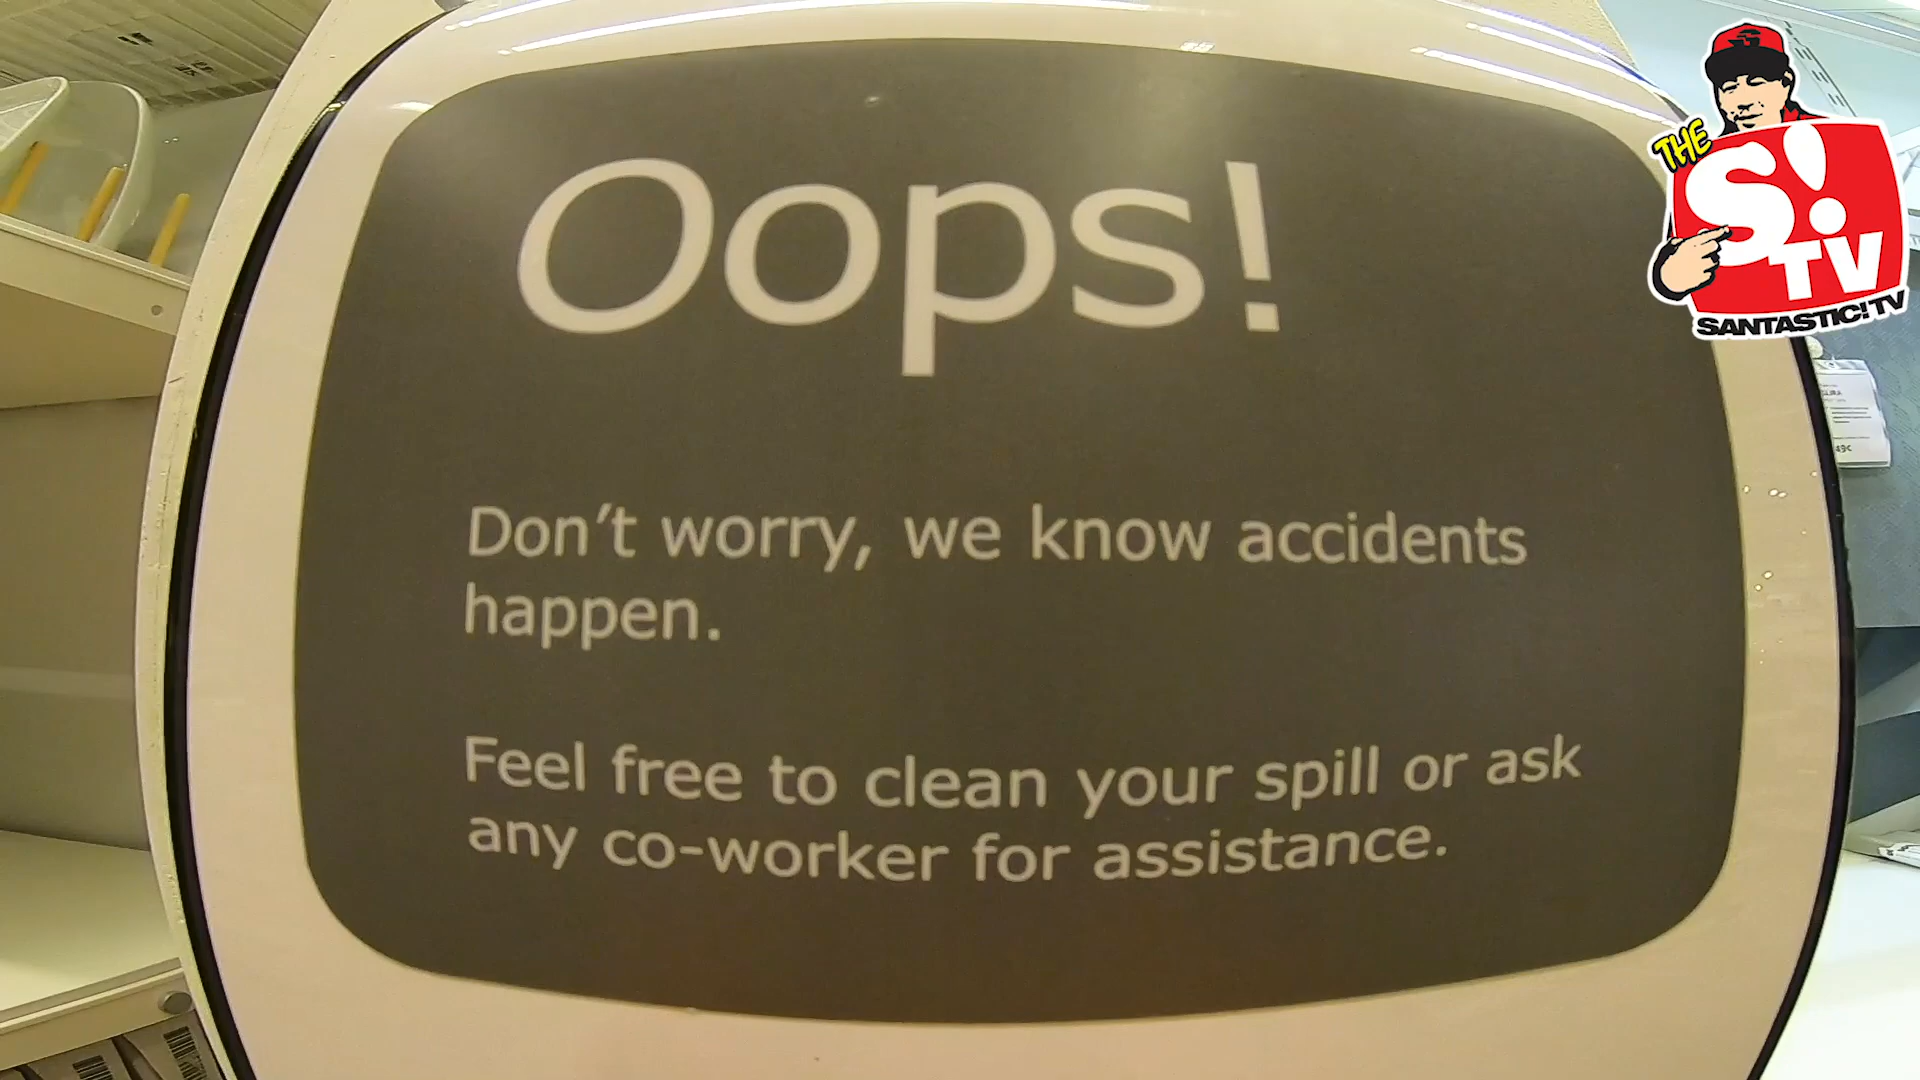 Oops!
Don't worry, we know accidents
happen.
Feel free to clean your spill or ask
any co-worker for assistance.
THE
S!
TV
SANTASTIC!TV
49c